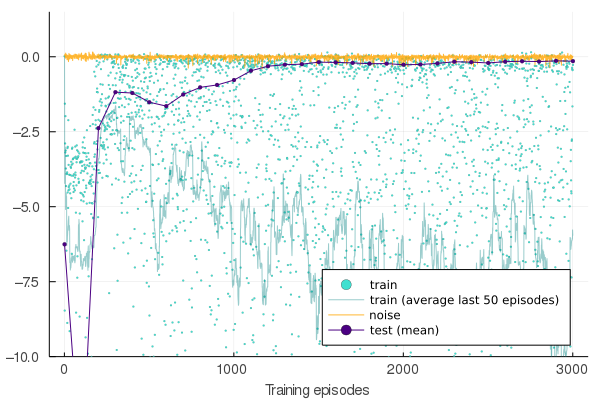 0.0
−2.5
−5.0
−7.5
−10.0
train
train (average last 50 episodes)
noise
test (mean)
0
1000
2000
3000
Training episodes